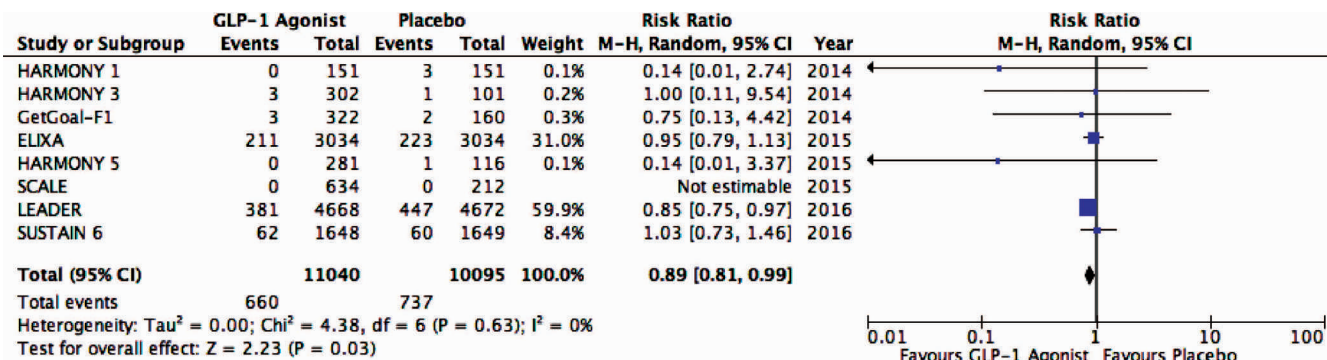 GLP-1 Agonist Placebo Risk Ratio Risk Ratio
Study or Subgroup Events Total Events Total Weight M-H, Random, 95% CI Year M-H, Random, 95% CI
HARMONY 1 0 151 3 151 0.1% 0.14 [0.01, 2.74] 2014
HARMONY 3 3 302 1 101 0.2% 1.00 [0.11, 9.54] 2014
GetGoal-F1 3 322 2 160 0.3% 0.75 [0.13, 4.42] 2014
ELIXA 211 3034 223 3034 31.0% 0.95 [0.79, 1.13] 2015
HARMONY 5 0 281 1 116 0.1% 0.14 [0.01, 3.37] 2015
SCALE 0 634 0 212 Not estimable 2015
LEADER 381 4668 447 4672 59.9% 0.85 [0.75, 0.97] 2016
SUSTAIN 6 62 1648 60 1649 8.4% 1.03 [0.73, 1.46] 2016
Total (95% CI) 11040 10095 100.0% 0.89 [0.81, 0.99]
Total events 660 737
Heterogeneity: Tau² = 0.00; Chi² = 4.38, df = 6 (P = 0.63); I² = 0%
Test for overall effect: Z = 2.23 (P = 0.03)
0.01 0.1 1 10 100
Favours GLP-1 Agonist Favours Placebo